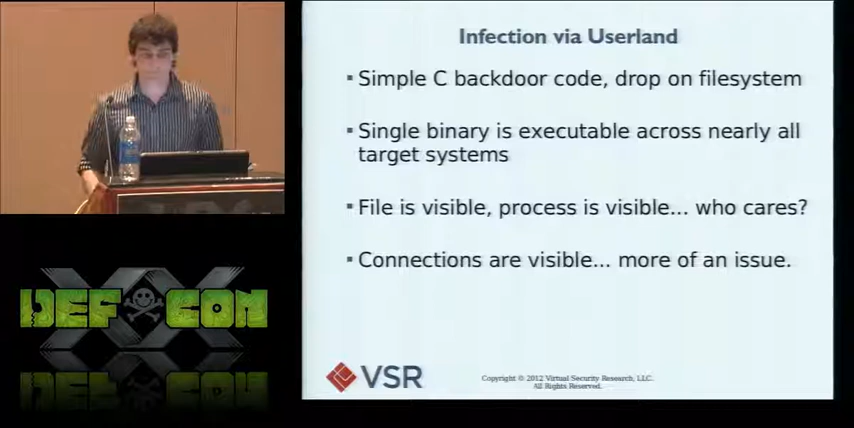 Infection via Userland
▪ Simple C backdoor code, drop on filesystem
▪ Single binary is executable across nearly all
target systems
▪ File is visible, process is visible... who cares?
▪ Connections are visible... more of an issue.
DEF CON
XX
VSR
Copyright © 2012 Virtual Security Research, LLC.
All Rights Reserved.